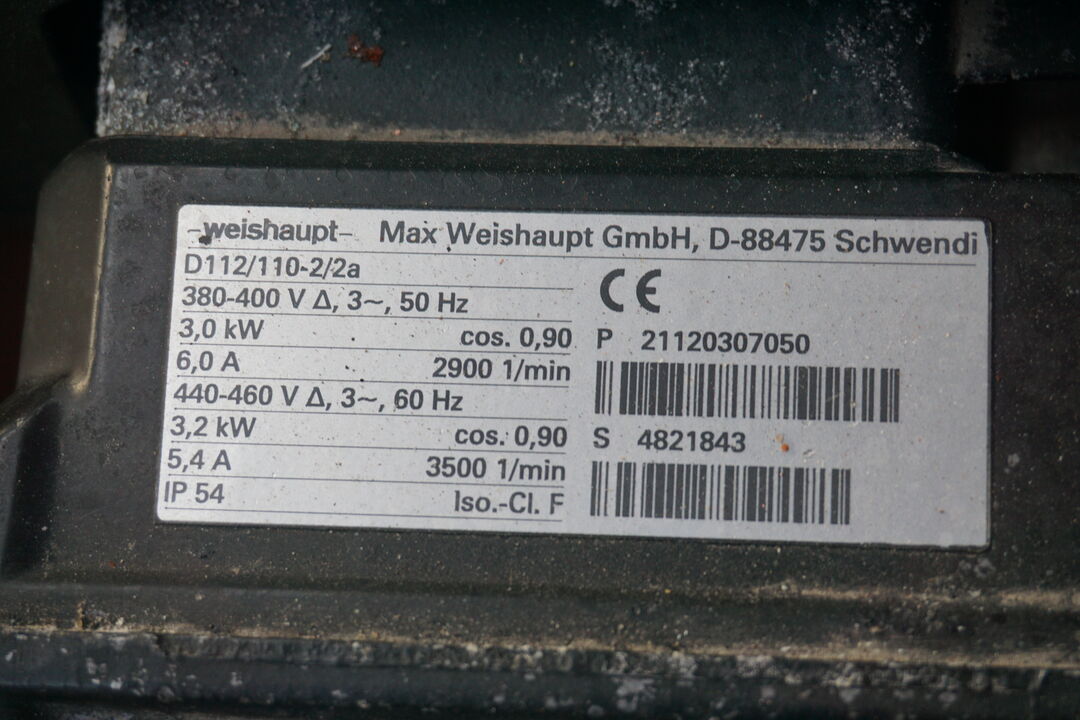 -weishaupt- Max Weishaupt GmbH, D-88475 Schwendi
D112/110-2/2a
380-400 V Δ, 3~, 50 Hz
3,0 kW cos. 0,90
6,0 A 2900 1/min
440-460 V Δ, 3~, 60 Hz
3,2 kW cos. 0,90
5,4 A 3500 1/min
IP 54 Iso.-Cl. F
CE
P 21120307050
S 4821843